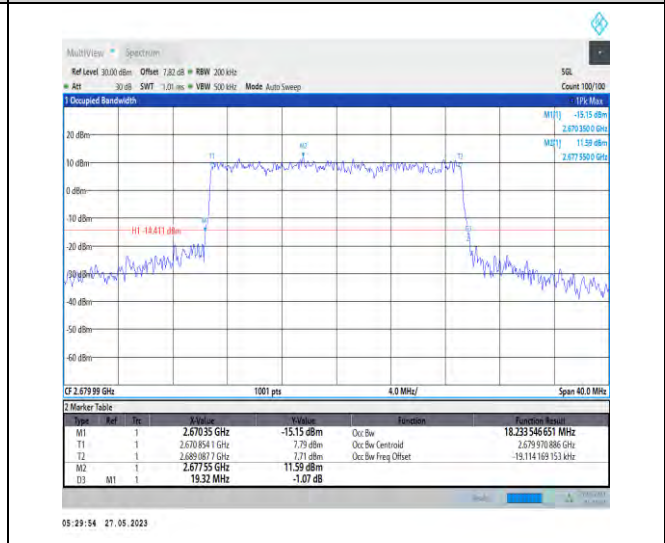 MultiView Spectrum
Ref Level 30.00 dBm Offset 7.82 dB RBW 200 kHz SGL
Att 30 dB SWT 1.01 ms VBW 500 kHz Mode Auto Sweep Count 100/100
1 Occupied Bandwidth 1Pk Max
M1[1] -15.15 dBm
2.670 350 0 GHz
M2[1] 11.59 dBm
2.677 550 0 GHz
20 dBm
M2
T1 T2
10 dBm
0 dBm
-10 dBm
M1
H1 -14.411 dBm
-20 dBm
-30 dBm
-40 dBm
-50 dBm
-60 dBm
CF 2.679 99 GHz 1001 pts 4.0 MHz/ Span 40.0 MHz
2 Marker Table
Type Ref Trc X-Value Y-Value Function Function Result
M1 1 2.670 35 GHz -15.15 dBm Occ Bw 18.233 546 651 MHz
T1 1 2.670 854 1 GHz 7.79 dBm Occ Bw Centroid 2.679 970 886 GHz
T2 1 2.689 087 7 GHz 7.71 dBm Occ Bw Freq Offset -19.114 169 153 kHz
M2 1 2.677 55 GHz 11.59 dBm
D3 M1 1 19.32 MHz -1.07 dB
05:29:54 27.05.2023